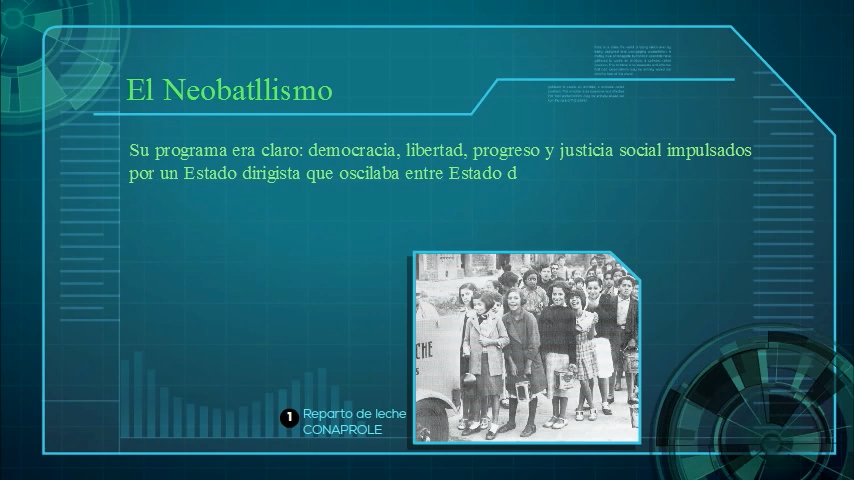 El Neobatllismo
Su programa era claro: democracia, libertad, progreso y justicia social impulsados
por un Estado dirigista que oscilaba entre Estado d
CHE
S
1
Reparto de leche
CONAPROLE